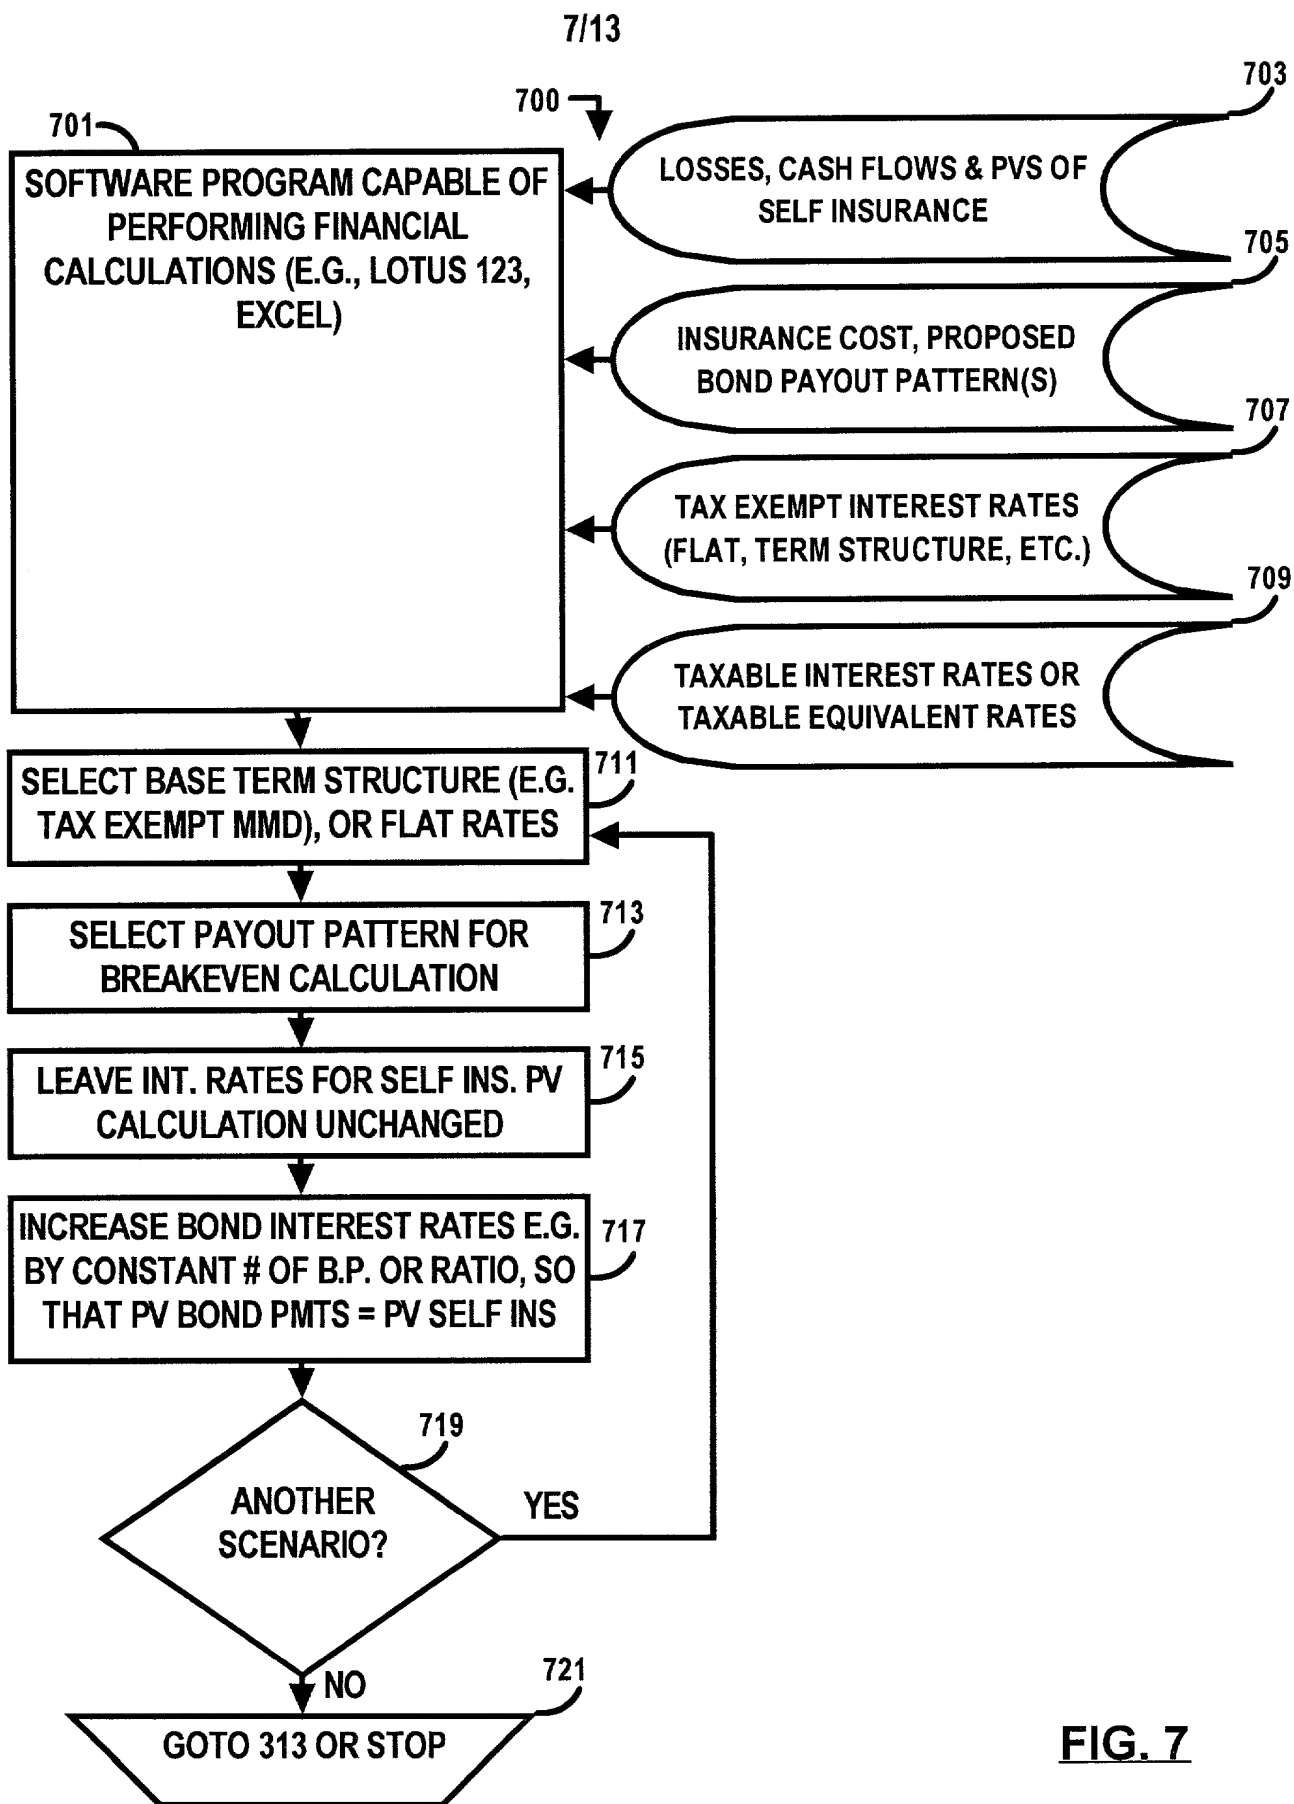 7/13
700
701
SOFTWARE PROGRAM CAPABLE OF
PERFORMING FINANCIAL
CALCULATIONS (E.G., LOTUS 123,
EXCEL)
703
LOSSES, CASH FLOWS & PVS OF
SELF INSURANCE
705
INSURANCE COST, PROPOSED
BOND PAYOUT PATTERN(S)
707
TAX EXEMPT INTEREST RATES
(FLAT, TERM STRUCTURE, ETC.)
709
TAXABLE INTEREST RATES OR
TAXABLE EQUIVALENT RATES
711
SELECT BASE TERM STRUCTURE (E.G.
TAX EXEMPT MMD), OR FLAT RATES
713
SELECT PAYOUT PATTERN FOR
BREAKEVEN CALCULATION
715
LEAVE INT. RATES FOR SELF INS. PV
CALCULATION UNCHANGED
717
INCREASE BOND INTEREST RATES E.G.
BY CONSTANT # OF B.P. OR RATIO, SO
THAT PV BOND PMTS = PV SELF INS
719
ANOTHER
SCENARIO?
YES
NO
721
GOTO 313 OR STOP
FIG. 7